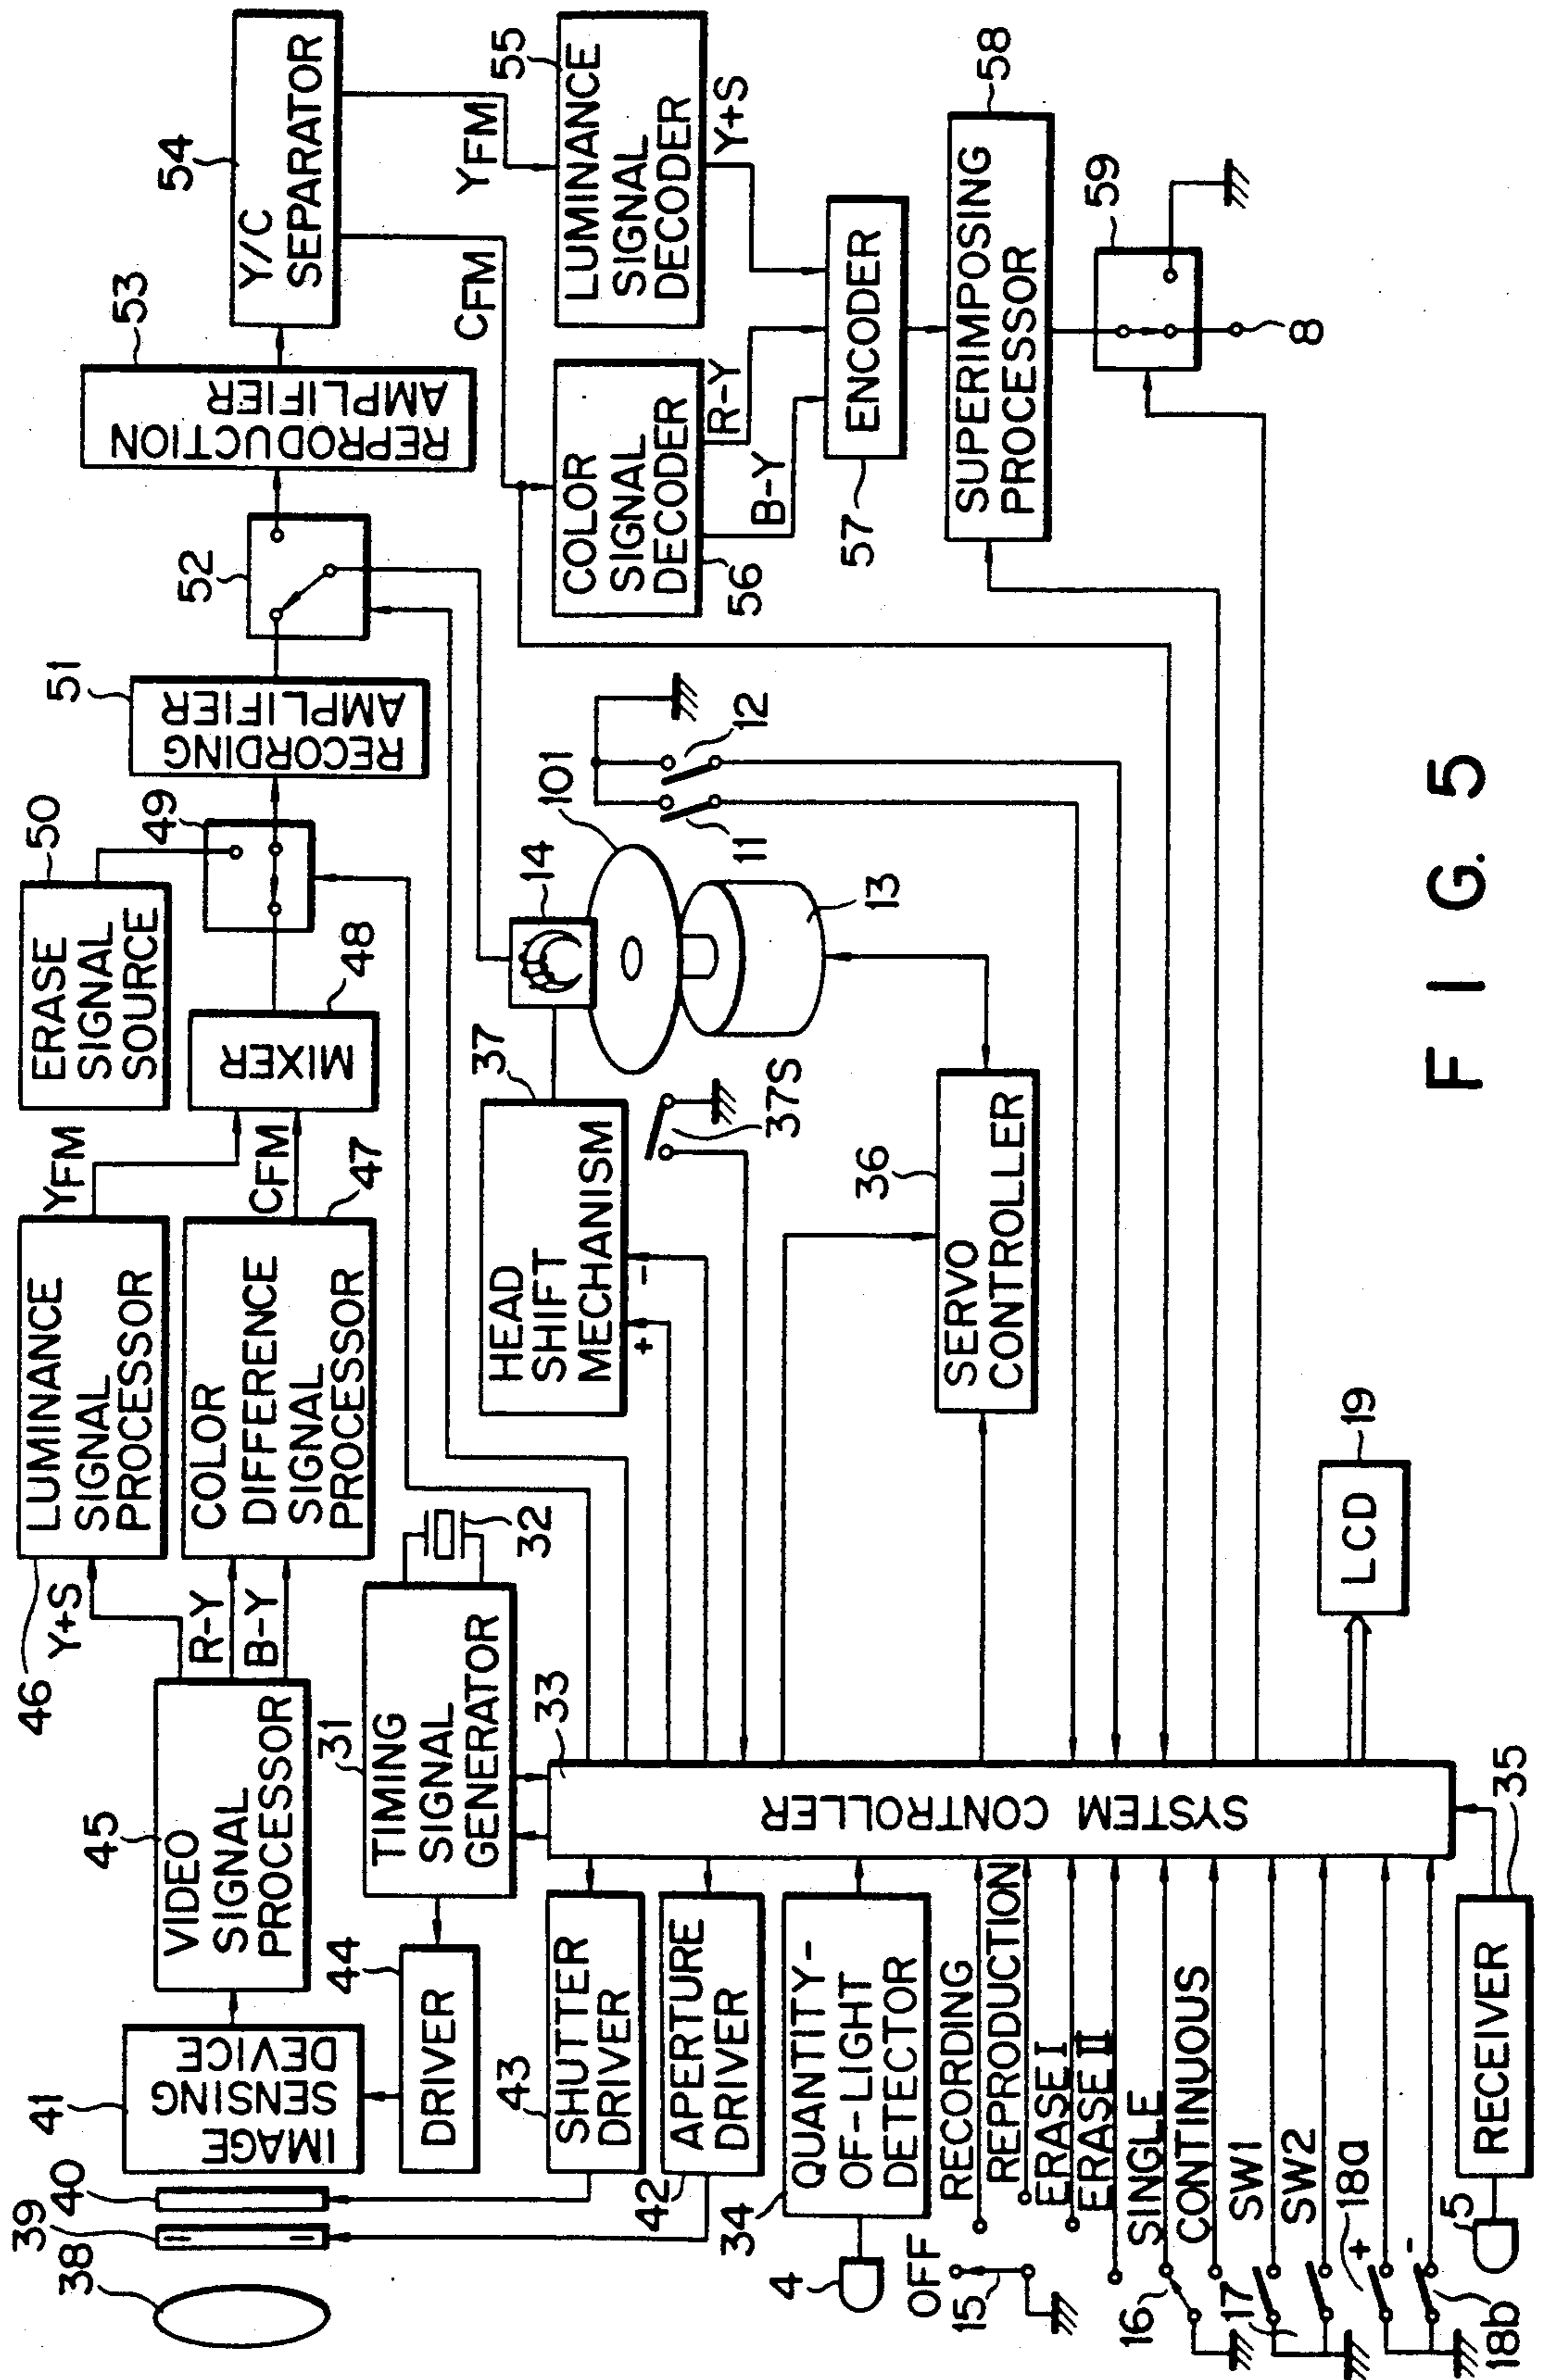 38
39
40
41
IMAGE
SENSING
DEVICE
45
VIDEO
SIGNAL
PROCESSOR
Y+S
R-Y
B-Y
46
LUMINANCE
SIGNAL
PROCESSOR
YFM
COLOR
DIFFERENCE
SIGNAL
PROCESSOR
47
CFM
ERASE
SIGNAL
SOURCE
50
MIXER
48
49
RECORDING
AMPLIFIER
51
52
REPRODUCTION
AMPLIFIER
53
Y/C
SEPARATOR
54
44
DRIVER
31
TIMING
SIGNAL
GENERATOR
32
43
SHUTTER
DRIVER
42
APERTURE
DRIVER
34
QUANTITY-
OF-LIGHT
DETECTOR
4
33
SYSTEM CONTROLLER
37
HEAD
SHIFT
MECHANISM
+
-
37S
14
101
13
11
12
36
SERVO
CONTROLLER
CFM
YFM
COLOR
SIGNAL
DECODER
56
LUMINANCE
SIGNAL
DECODER
55
B-Y
R-Y
Y+S
ENCODER
57
SUPERIMPOSING
PROCESSOR
58
59
8
OFF
RECORDING
REPRODUCTION
15
ERASE I
ERASE II
SINGLE
16
CONTINUOUS
17
SW1
SW2
+
18a
-
18b
5
RECEIVER
35
LCD
19
FIG. 5